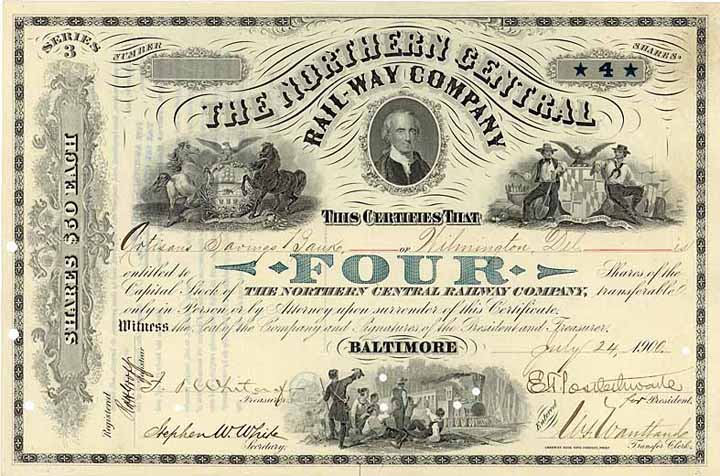 SERIES
3
NUMBER
SHARES
★ 4 ★
THE NORTHERN CENTRAL
RAIL-WAY COMPANY
SHARES $50 EACH
THIS CERTIFIES THAT
Artisans Savings Bank, OF Wilmington, Del. is
entitled to FOUR Shares of the
Capital Stock of THE NORTHERN CENTRAL RAILWAY COMPANY, transferable
only in Person or by Attorney upon surrender of this Certificate.
Witness the Seal of the Company and Signatures of the President and Treasurer.
BALTIMORE July 24, 1900.
Registered
Treasurer.
for President.
Stephen W. White
Secretary.
Entered
Transfer Clerk.